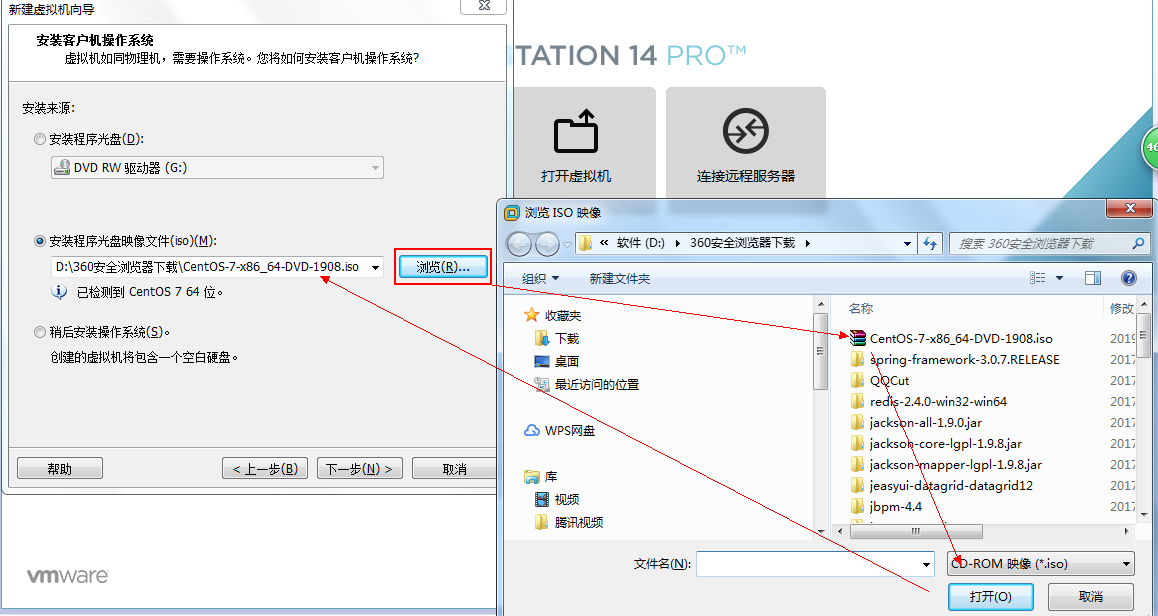 新建虚拟机向导
安装客户机操作系统
虚拟机如同物理机，需要操作系统。您将如何安装客户机操作系统?
安装来源:
安装程序光盘(D):
DVD RW 驱动器 (G:)
安装程序光盘映像文件(iso)(M):
D:\360安全浏览器下载\CentOS-7-x86_64-DVD-1908.iso
浏览(R)...
已检测到 CentOS 7 64 位。
稍后安装操作系统(S)。
创建的虚拟机将包含一个空白硬盘。
帮助
< 上一步(B)
下一步(N) >
取消
vmware
TATION 14 PRO™
打开虚拟机
连接远程服务器
46
浏览 ISO 映像
« 软件 (D:) ▸ 360安全浏览器下载 ▸
搜索 360安全浏览器下载
组织
新建文件夹
收藏夹
下载
桌面
最近访问的位置
WPS网盘
库
视频
腾讯视频
名称
修改
CentOS-7-x86_64-DVD-1908.iso
2019
spring-framework-3.0.7.RELEASE
2017
QQCut
2017
redis-2.4.0-win32-win64
2017
jackson-all-1.9.0.jar
2017
jackson-core-lgpl-1.9.8.jar
2017
jackson-mapper-lgpl-1.9.8.jar
2017
jeasyui-datagrid-datagrid12
2017
jbpm-4.4
2017
文件名(N):
CD-ROM 映像 (*.iso)
打开(O)
取消